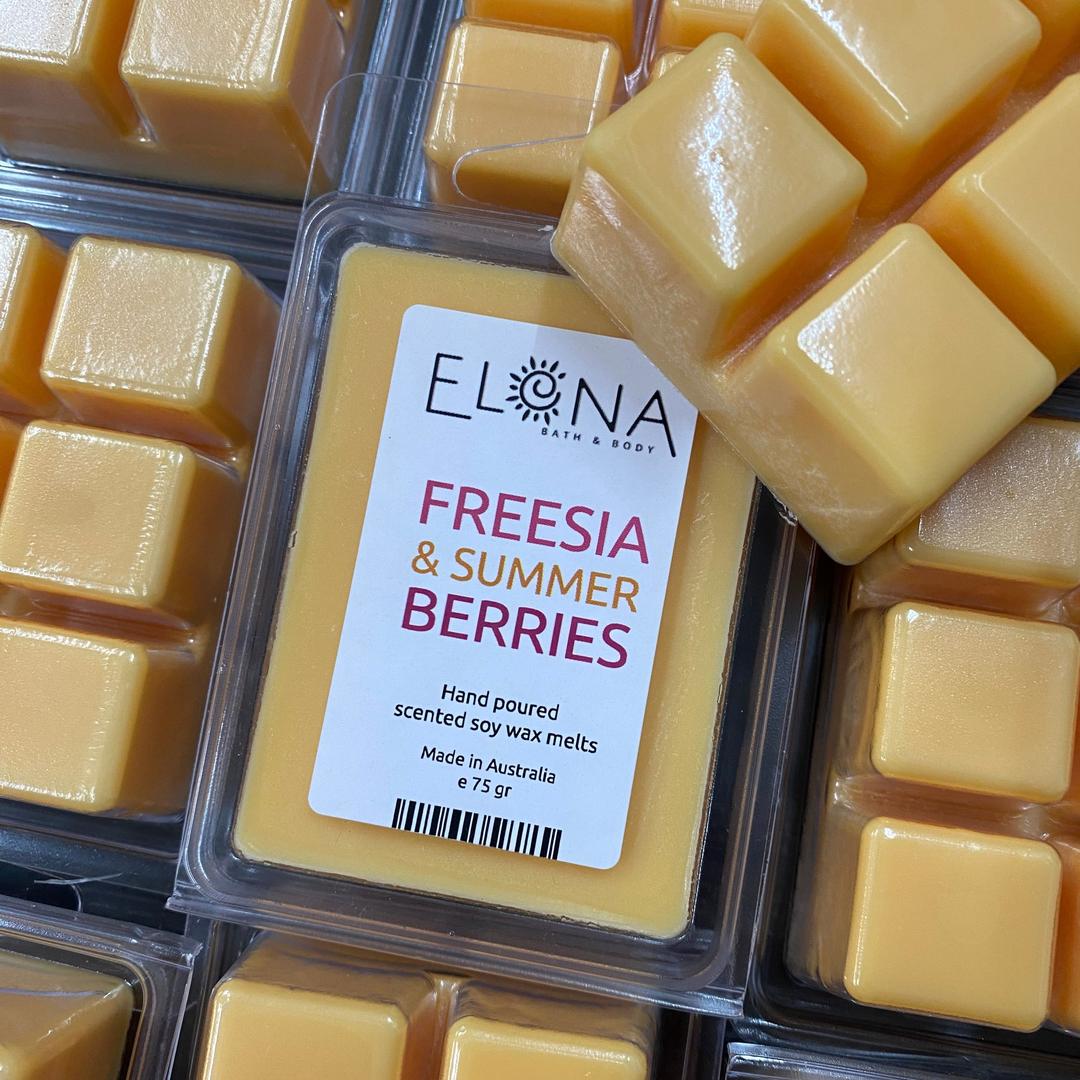 ELONA
BATH & BODY
FREESIA
& SUMMER
BERRIES
Hand poured
scented soy wax melts
Made in Australia
e 75 gr